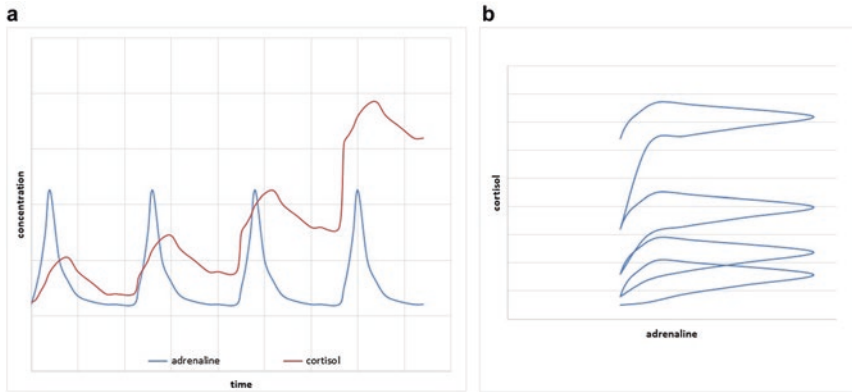 a
concentration
adrenaline
cortisol
time
b
cortisol
adrenaline